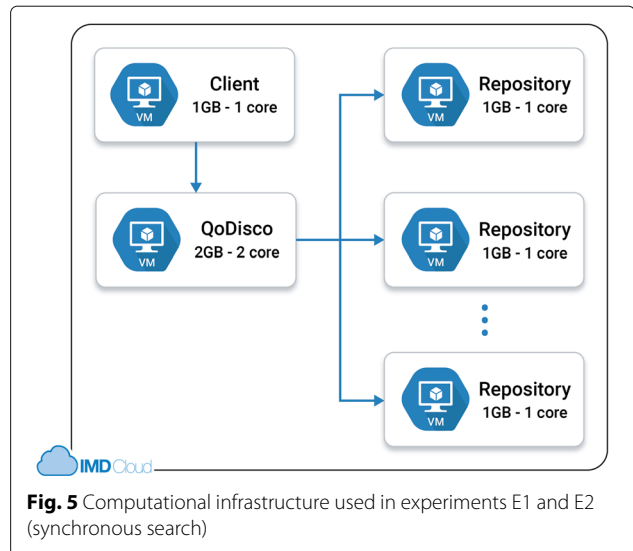 Client
1GB - 1 core
VM
QoDisco
2GB - 2 core
VM
Repository
1GB - 1 core
VM
Repository
1GB - 1 core
VM
Repository
1GB - 1 core
VM
IMD Cloud
Fig. 5 Computational infrastructure used in experiments E1 and E2
(synchronous search)